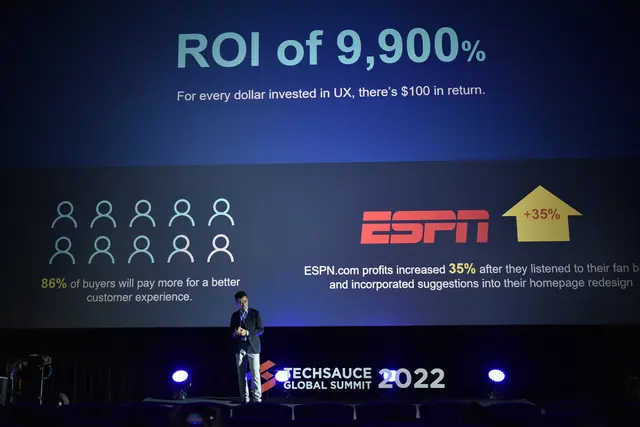 ROI of 9,900%
For every dollar invested in UX, there's $100 in return.
86% of buyers will pay more for a better
customer experience.
ESPN
+35%
ESPN.com profits increased 35% after they listened to their fan b
and incorporated suggestions into their homepage redesign
TECHSAUCE
GLOBAL SUMMIT 2022